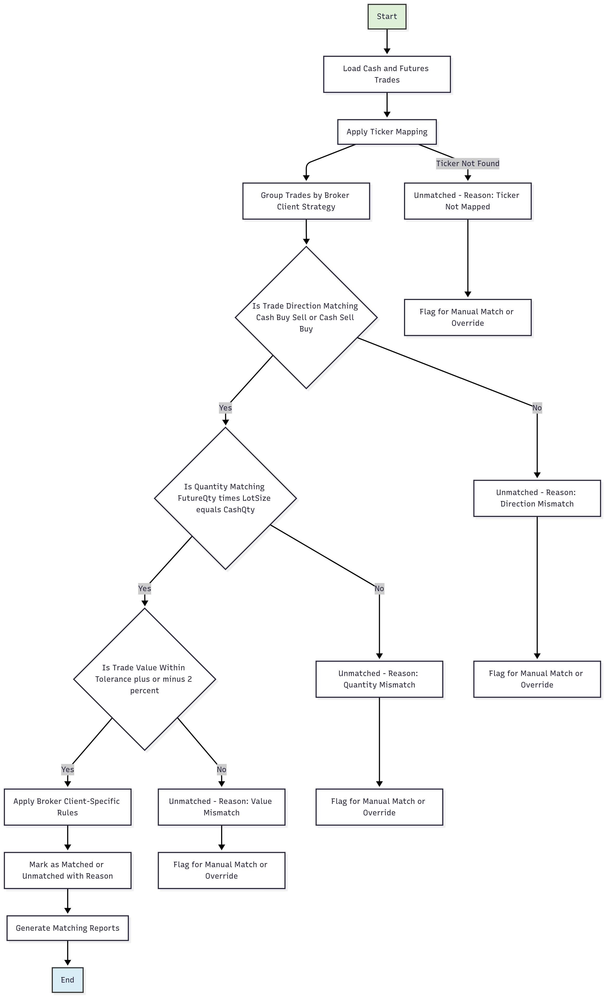 Start
Load Cash and Futures
Trades
Apply Ticker Mapping
Ticker Not Found
Group Trades by Broker
Client Strategy
Unmatched - Reason: Ticker
Not Mapped
Is Trade Direction Matching
Cash Buy Sell or Cash Sell
Buy
Flag for Manual Match or
Override
Yes
No
Is Quantity Matching
FutureQty times LotSize
equals CashQty
Unmatched - Reason:
Direction Mismatch
Yes
No
Is Trade Value Within
Tolerance plus or minus 2
percent
Unmatched - Reason:
Quantity Mismatch
Flag for Manual Match or
Override
Yes
No
Apply Broker Client-Specific
Rules
Unmatched - Reason: Value
Mismatch
Flag for Manual Match or
Override
Mark as Matched or
Unmatched with Reason
Flag for Manual Match or
Override
Generate Matching Reports
End